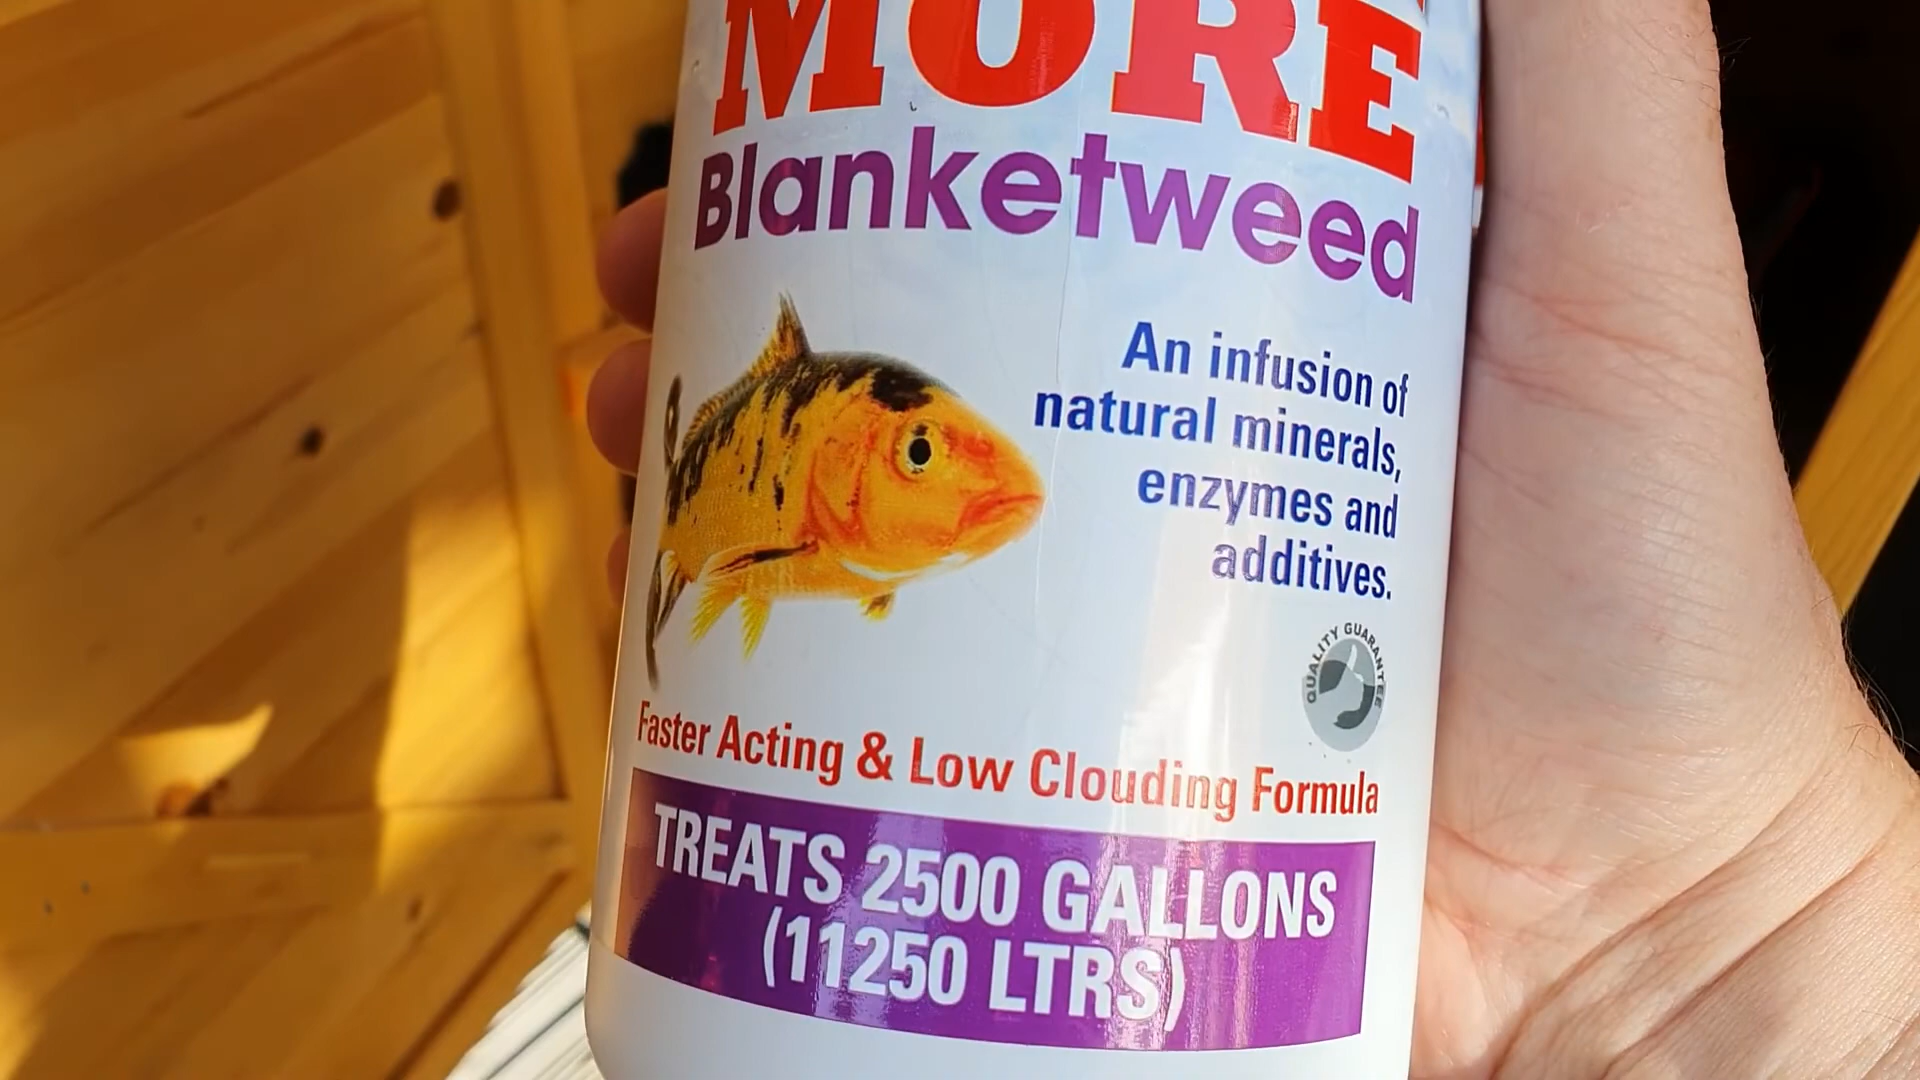 MORE
Blanketweed
An infusion of
natural minerals,
enzymes and
additives.
QUALITY GUARANTEE
Faster Acting & Low Clouding Formula
TREATS 2500 GALLONS
(11250 LTRS)